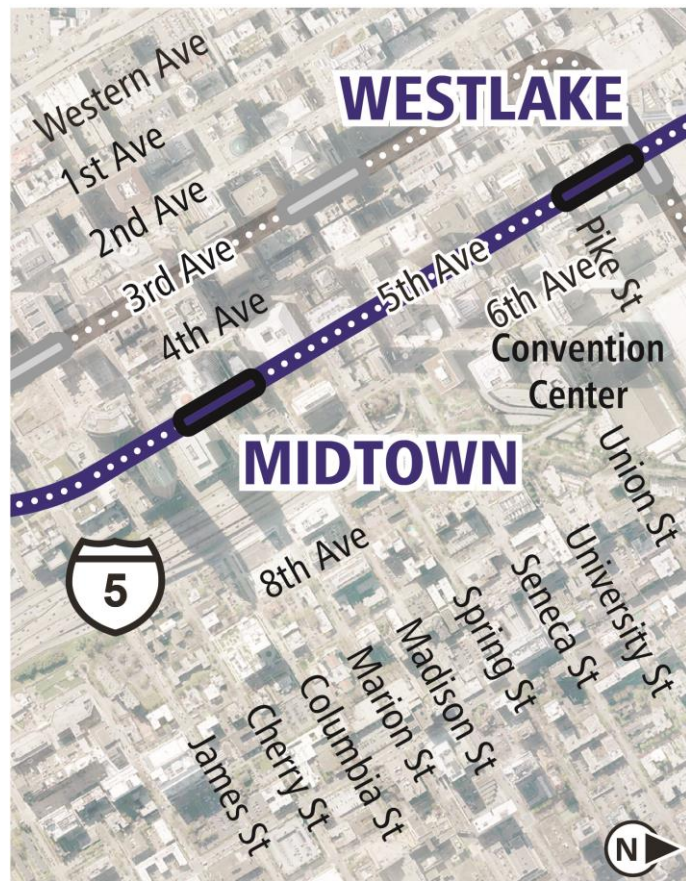 Western Ave
WESTLAKE
1st Ave
2nd Ave
3rd Ave
4th Ave
5th Ave
6th Ave
Pike St
Convention
Center
MIDTOWN
Union St
5
8th Ave
University St
Seneca St
Spring St
Madison St
Marion St
Columbia St
Cherry St
James St
N